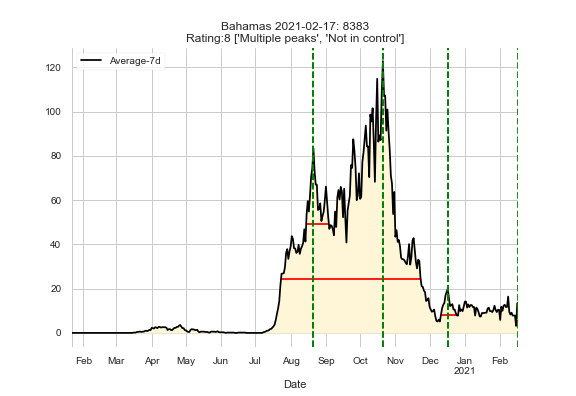 Bahamas 2021-02-17: 8383
Rating:8 ['Multiple peaks', 'Not in control']
Average-7d
120
100
80
60
40
20
0
Feb Mar Apr May Jun Jul Aug Sep Oct Nov Dec Jan Feb
2021
Date